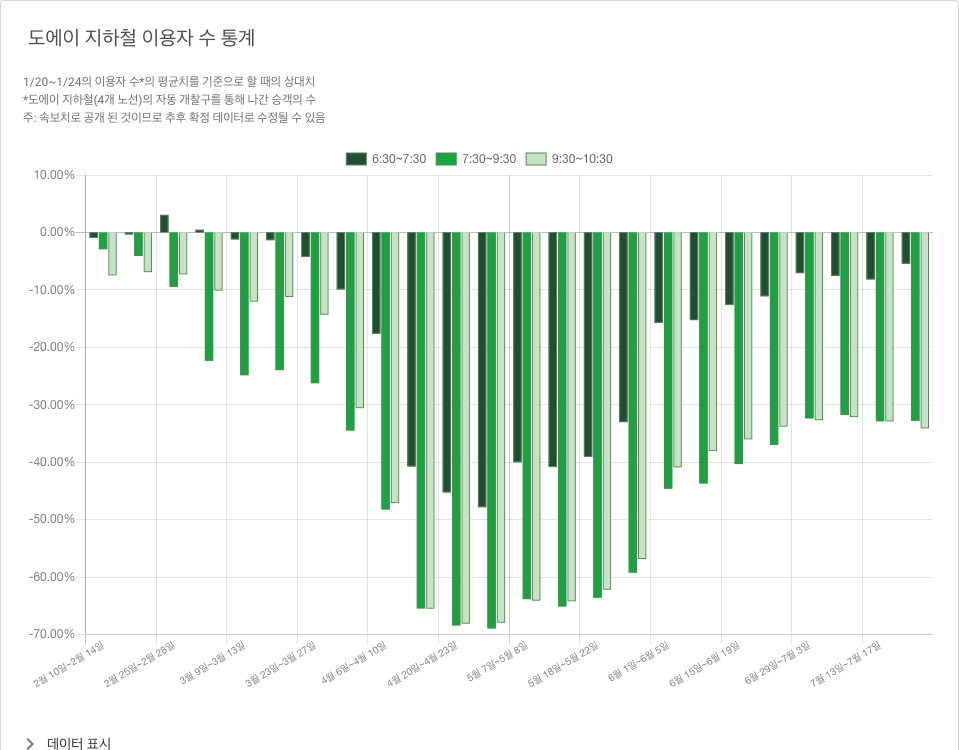 도에이 지하철 이용자 수 통계
1/20~1/24의 이용자 수*의 평균치를 기준으로 할 때의 상대치
*도에이 지하철(4개 노선)의 자동 개찰구를 통해 나간 승객의 수
주: 속보치로 공개 된 것이므로 추후 확정 데이터로 수정될 수 있음
6:30~7:30 7:30~9:30 9:30~10:30
10.00%
0.00%
-10.00%
-20.00%
-30.00%
-40.00%
-50.00%
-60.00%
-70.00%
2월 10일~2월 14일
2월 25일~2월 28일
3월 9일~3월 13일
3월 23일~3월 27일
4월 6일~4월 10일
4월 20일~4월 23일
5월 7일~5월 8일
5월 18일~5월 22일
6월 1일~6월 5일
6월 15일~6월 19일
6월 29일~7월 3일
7월 13일~7월 17일
데이터 표시